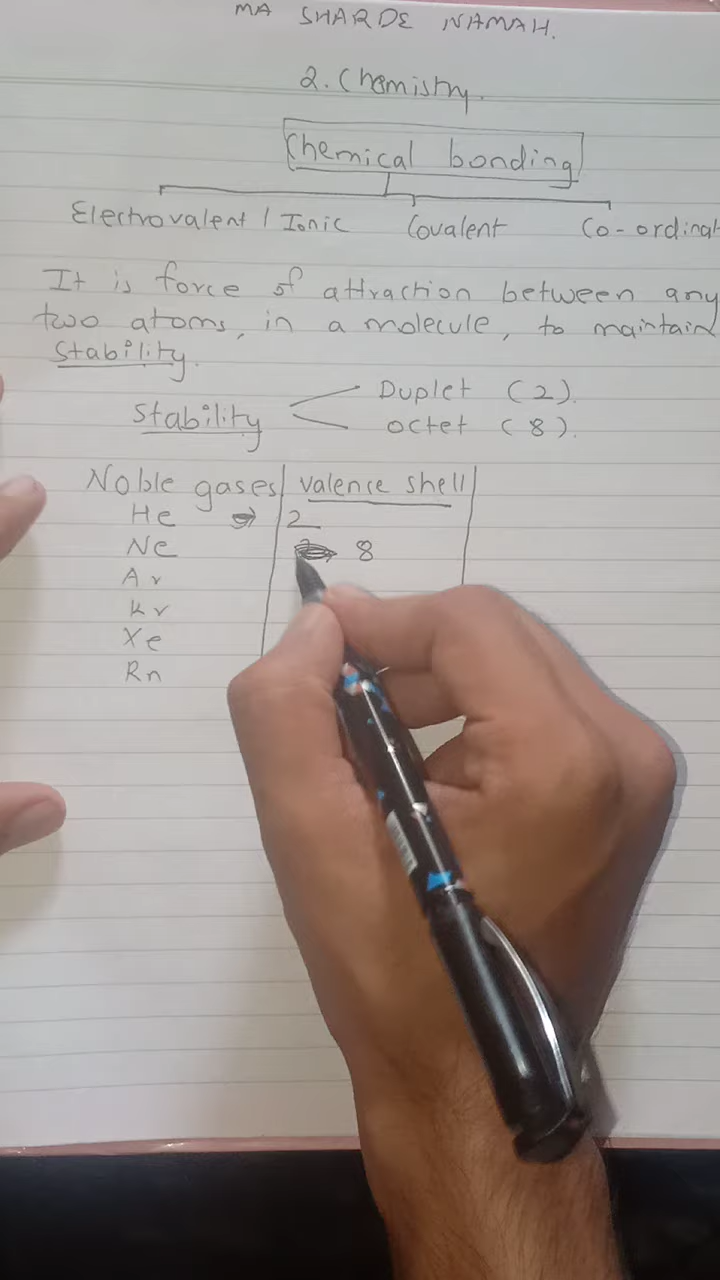 MA SHARDE NAMAH.
2. Chemistry.
Chemical bonding
Electrovalent / Ionic Covalent Co-ordinat
It is force of attraction between any
two atoms, in a molecule, to maintain
stability.
Stability Duplet (2).
octet (8).
Noble gases valence shell
He 2
Ne 8
Ar
Kr
Xe
Rn